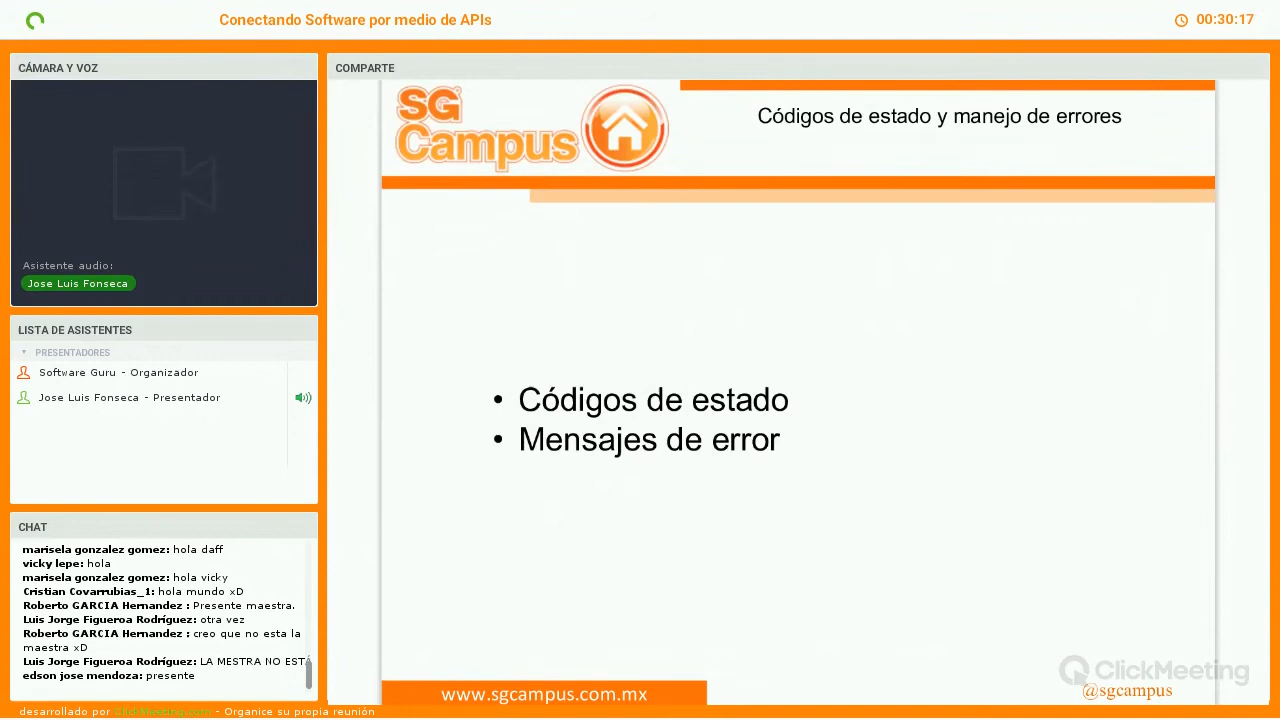 Conectando Software por medio de APIs
00:30:17
CÁMARA Y VOZ
Asistente audio:
Jose Luis Fonseca
LISTA DE ASISTENTES
PRESENTADORES
Software Guru - Organizador
Jose Luis Fonseca - Presentador
CHAT
marisela gonzalez gomez: hola daff
vicky lepe: hola
marisela gonzalez gomez: hola vicky
Cristian Covarrubias_1: hola mundo xD
Roberto GARCIA Hernandez : Presente maestra.
Luis Jorge Figueroa Rodríguez: otra vez
Roberto GARCIA Hernandez : creo que no esta la
maestra xD
Luis Jorge Figueroa Rodríguez: LA MESTRA NO ESTÁ
edson jose mendoza: presente
desarrollado por ClickMeeting.com - Organice su propia reunión
COMPARTE
SG
Campus
Códigos de estado y manejo de errores
• Códigos de estado
• Mensajes de error
www.sgcampus.com.mx
ClickMeeting
@sgcampus